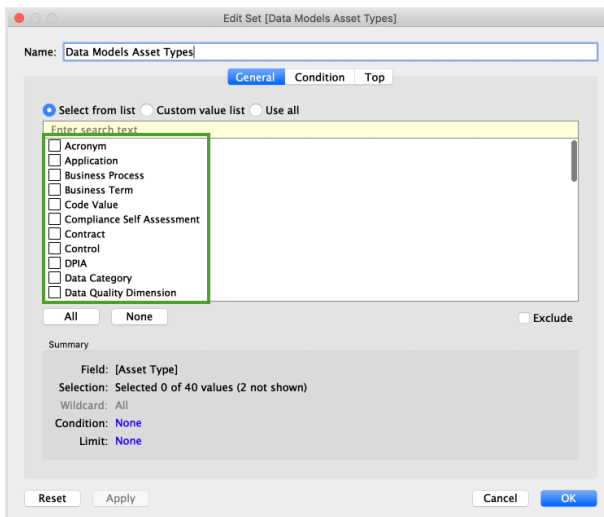 Edit Set [Data Models Asset Types]
Name: Data Models Asset Types
General Condition Top
Select from list Custom value list Use all
Enter search text
Acronym
Application
Business Process
Business Term
Code Value
Compliance Self Assessment
Contract
Control
DPIA
Data Category
Data Quality Dimension
All None Exclude
Summary
Field: [Asset Type]
Selection: Selected 0 of 40 values (2 not shown)
Wildcard: All
Condition: None
Limit: None
Reset Apply Cancel OK